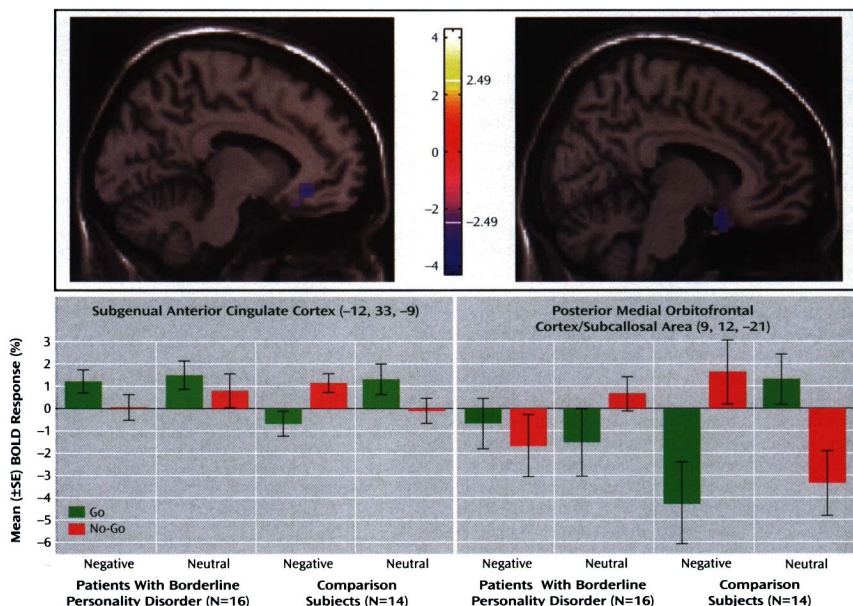 4
2.49
2
0
−2
−2.49
−4
Subgenual Anterior Cingulate Cortex (−12, 33, −9)
Posterior Medial Orbitofrontal
Cortex/Subcallosal Area (9, 12, −21)
Mean (±SE) BOLD Response (%)
3
2
1
0
−1
−2
−3
−4
−5
−6
Go
No-Go
Negative Neutral Negative Neutral Negative Neutral Negative Neutral
Patients With Borderline Comparison Patients With Borderline Comparison
Personality Disorder (N=16) Subjects (N=14) Personality Disorder (N=16) Subjects (N=14)